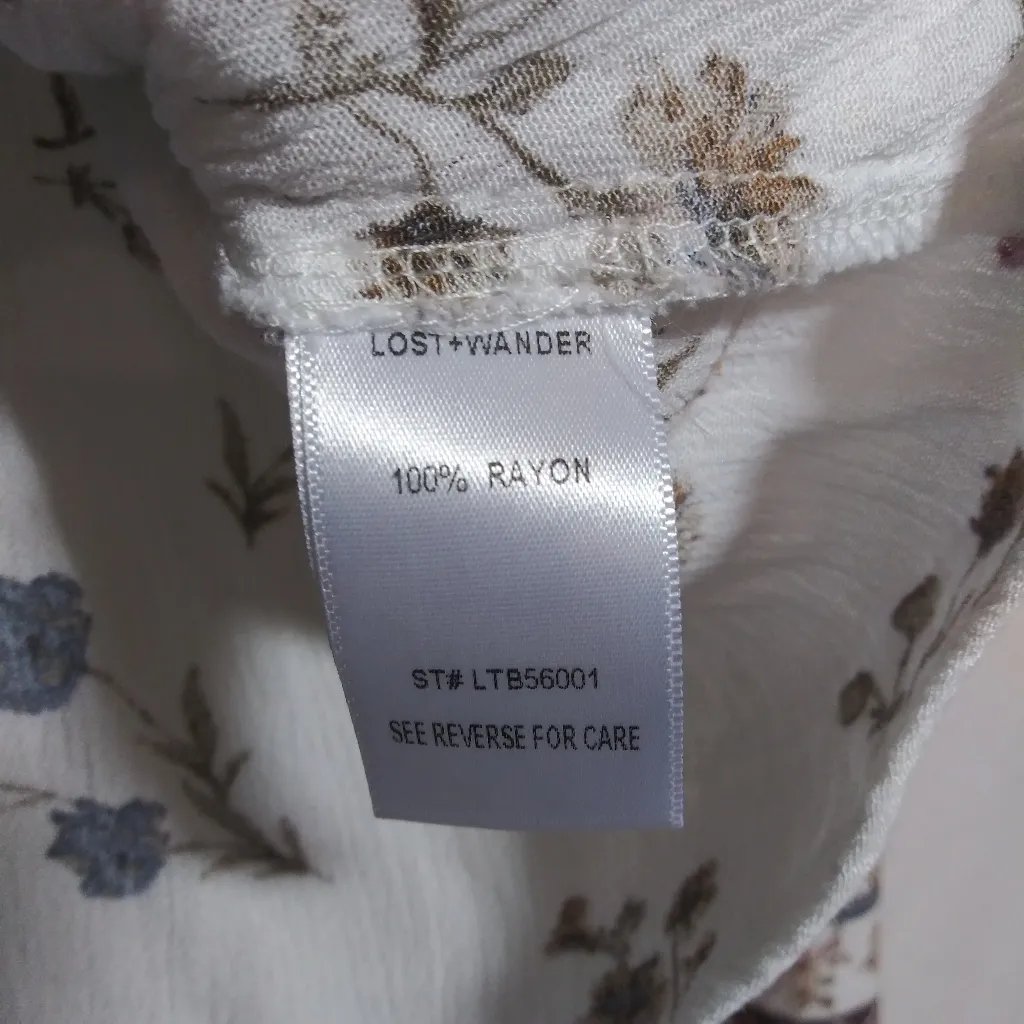 LOST+WANDER
100% RAYON
ST# LTB56001
SEE REVERSE FOR CARE